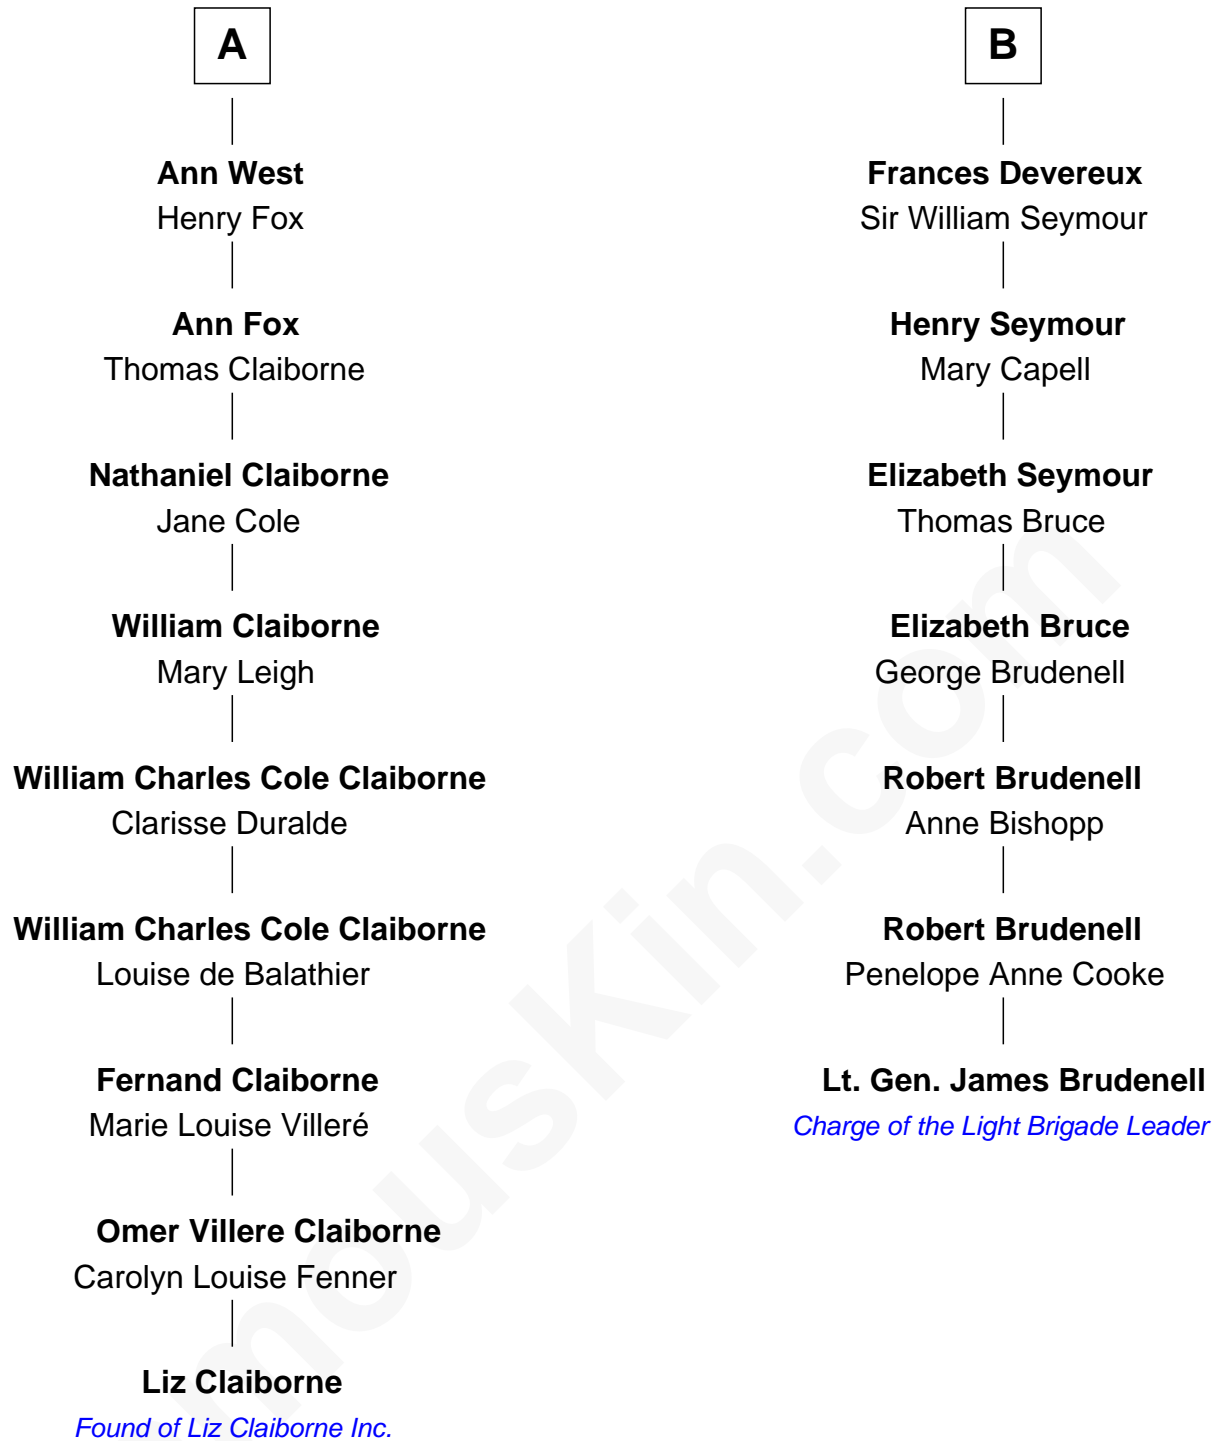 A
Ann West
Henry Fox
Ann Fox
Thomas Claiborne
Nathaniel Claiborne
Jane Cole
William Claiborne
Mary Leigh
William Charles Cole Claiborne
Clarisse Duralde
William Charles Cole Claiborne
Louise de Balathier
Fernand Claiborne
Marie Louise Villeré
Omer Villere Claiborne
Carolyn Louise Fenner
Liz Claiborne
Found of Liz Claiborne Inc.
B
Frances Devereux
Sir William Seymour
Henry Seymour
Mary Capell
Elizabeth Seymour
Thomas Bruce
Elizabeth Bruce
George Brudenell
Robert Brudenell
Anne Bishopp
Robert Brudenell
Penelope Anne Cooke
Lt. Gen. James Brudenell
Charge of the Light Brigade Leader
mousKin.com